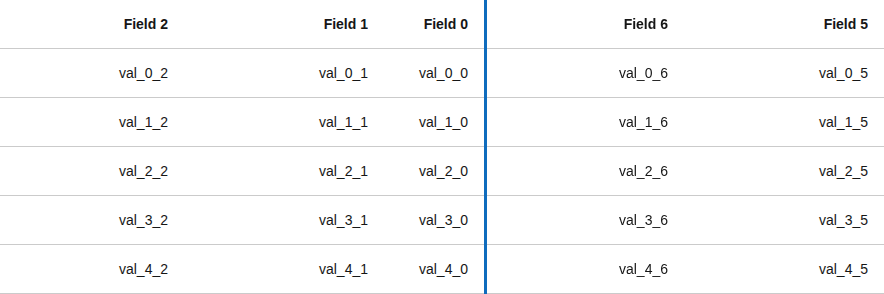 Field 2 Field 1 Field 0 Field 6 Field 5
val_0_2 val_0_1 val_0_0 val_0_6 val_0_5
val_1_2 val_1_1 val_1_0 val_1_6 val_1_5
val_2_2 val_2_1 val_2_0 val_2_6 val_2_5
val_3_2 val_3_1 val_3_0 val_3_6 val_3_5
val_4_2 val_4_1 val_4_0 val_4_6 val_4_5